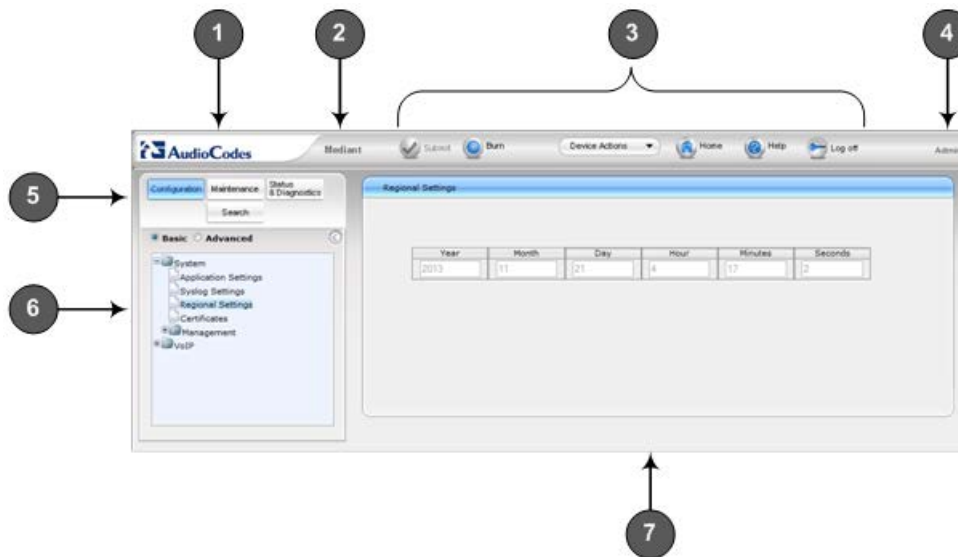 1
2
3
4
AudioCodes
Mediant
Submit
Burn
Device Actions
Home
Help
Log off
Admin
5
Configuration
Maintenance
Status
& Diagnostics
Search
Basic
Advanced
Regional Settings
Year Month Day Hour Minutes Seconds
2013 11 21 4 17 2
6
System
Application Settings
Syslog Settings
Regional Settings
Certificates
Management
VoIP
7